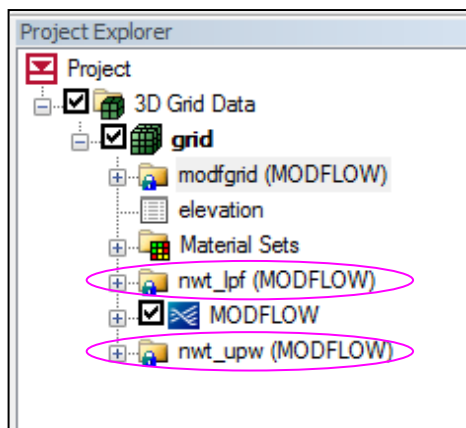 Project Explorer
Project
3D Grid Data
grid
modfgrid (MODFLOW)
elevation
Material Sets
nwt_lpf (MODFLOW)
MODFLOW
nwt_upw (MODFLOW)